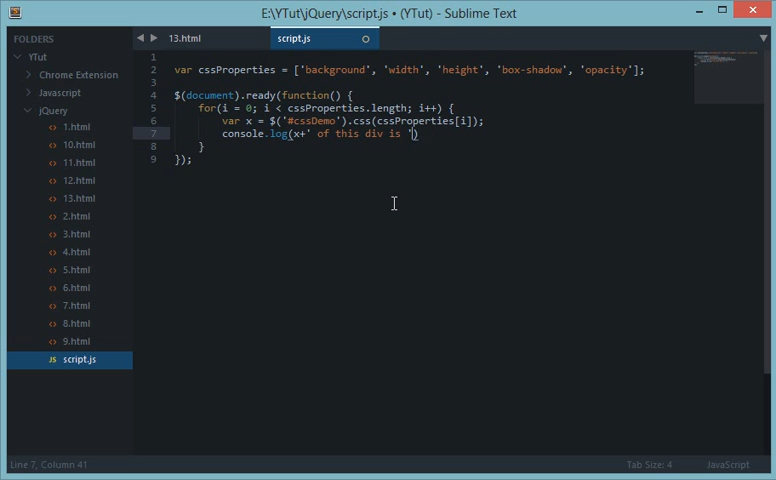 E:\YTut\jQuery\script.js • (YTut) - Sublime Text
FOLDERS
YTut
Chrome Extension
Javascript
jQuery
1.html
10.html
11.html
12.html
13.html
2.html
3.html
4.html
5.html
6.html
7.html
8.html
9.html
JS script.js
13.html script.js
1
2 var cssProperties = ['background', 'width', 'height', 'box-shadow', 'opacity'];
3
4 $(document).ready(function() {
5 for(i = 0; i < cssProperties.length; i++) {
6 var x = $('#cssDemo').css(cssProperties[i]);
7 console.log(x+' of this div is ')
8 }
9 });
Line 7, Column 41 Tab Size: 4 JavaScript